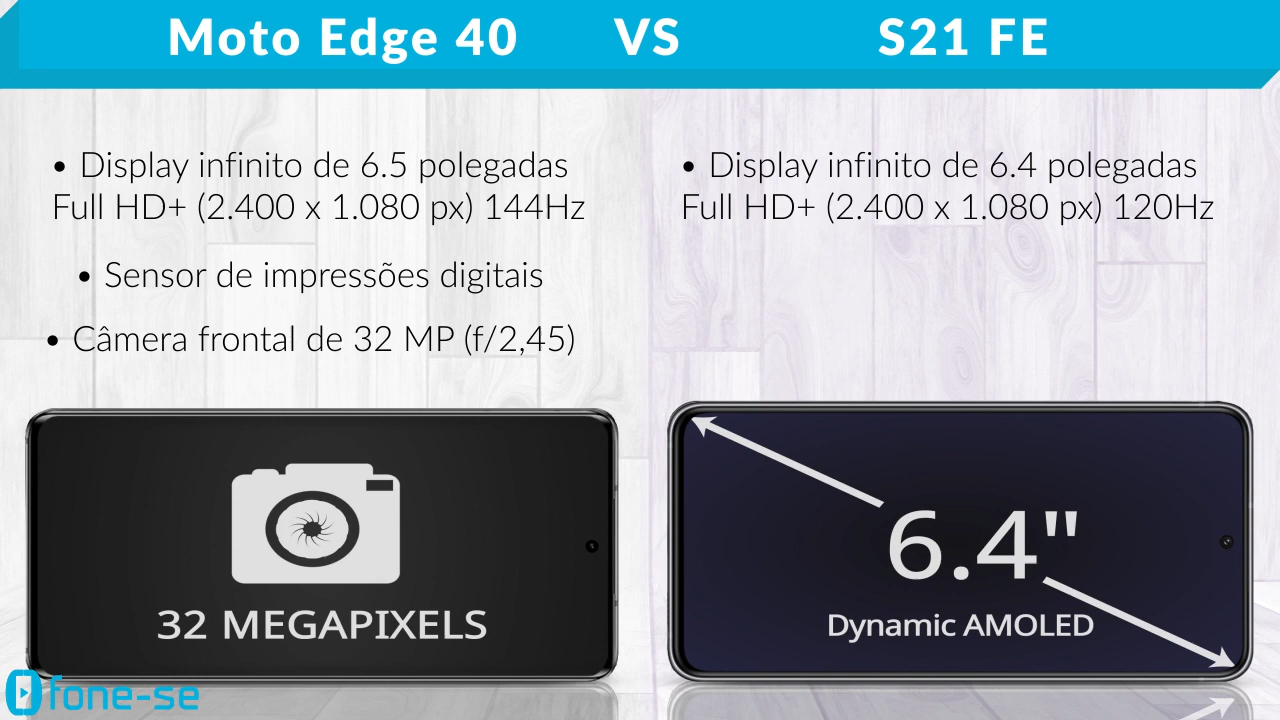 Moto Edge 40 VS S21 FE
• Display infinito de 6.5 polegadas
Full HD+ (2.400 x 1.080 px) 144Hz
• Sensor de impressões digitais
• Câmera frontal de 32 MP (f/2,45)
32 MEGAPIXELS
• Display infinito de 6.4 polegadas
Full HD+ (2.400 x 1.080 px) 120Hz
6.4"
Dynamic AMOLED
fone-se